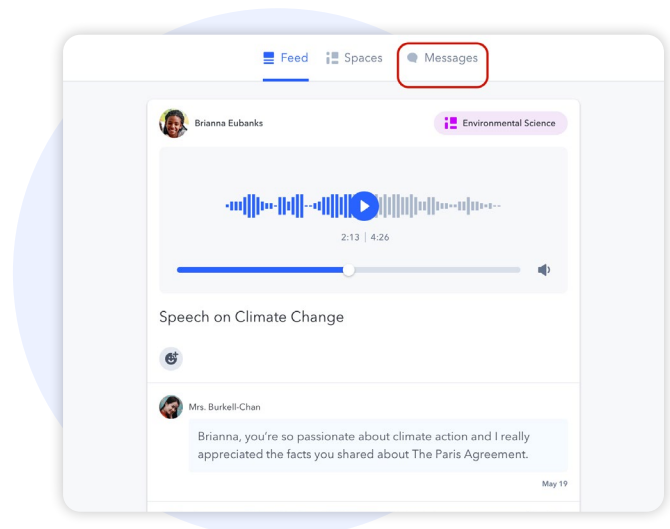 Feed Spaces Messages
Brianna Eubanks Environmental Science
2:13 | 4:26
Speech on Climate Change
Mrs. Burkell-Chan
Brianna, you’re so passionate about climate action and I really
appreciated the facts you shared about The Paris Agreement.
May 19